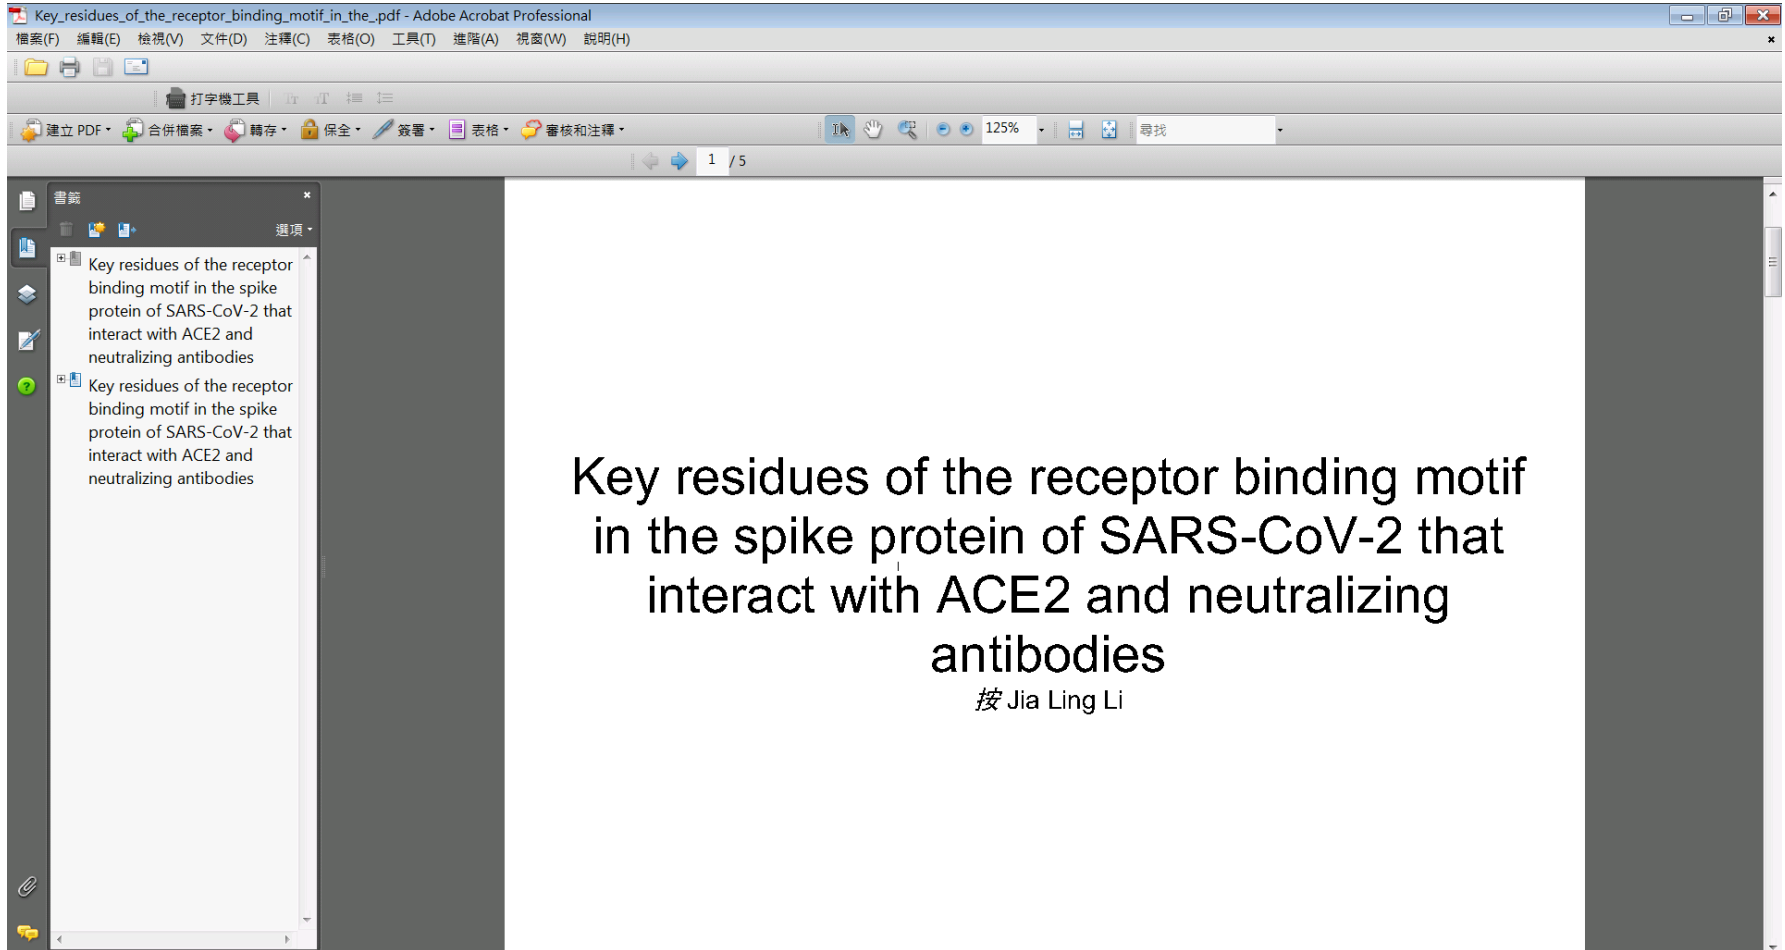 Key_residues_of_the_receptor_binding_motif_in_the_.pdf - Adobe Acrobat Professional
檔案(F) 編輯(E) 檢視(V) 文件(D) 注釋(C) 表格(O) 工具(T) 進階(A) 視窗(W) 說明(H)
打字機工具
建立 PDF 合併檔案 轉存 保全 簽署 表格 審核和注釋 125% 尋找
1 / 5
書籤
選項
Key residues of the receptor
binding motif in the spike
protein of SARS-CoV-2 that
interact with ACE2 and
neutralizing antibodies
Key residues of the receptor
binding motif in the spike
protein of SARS-CoV-2 that
interact with ACE2 and
neutralizing antibodies
Key residues of the receptor binding motif
in the spike protein of SARS-CoV-2 that
interact with ACE2 and neutralizing
antibodies
按 Jia Ling Li